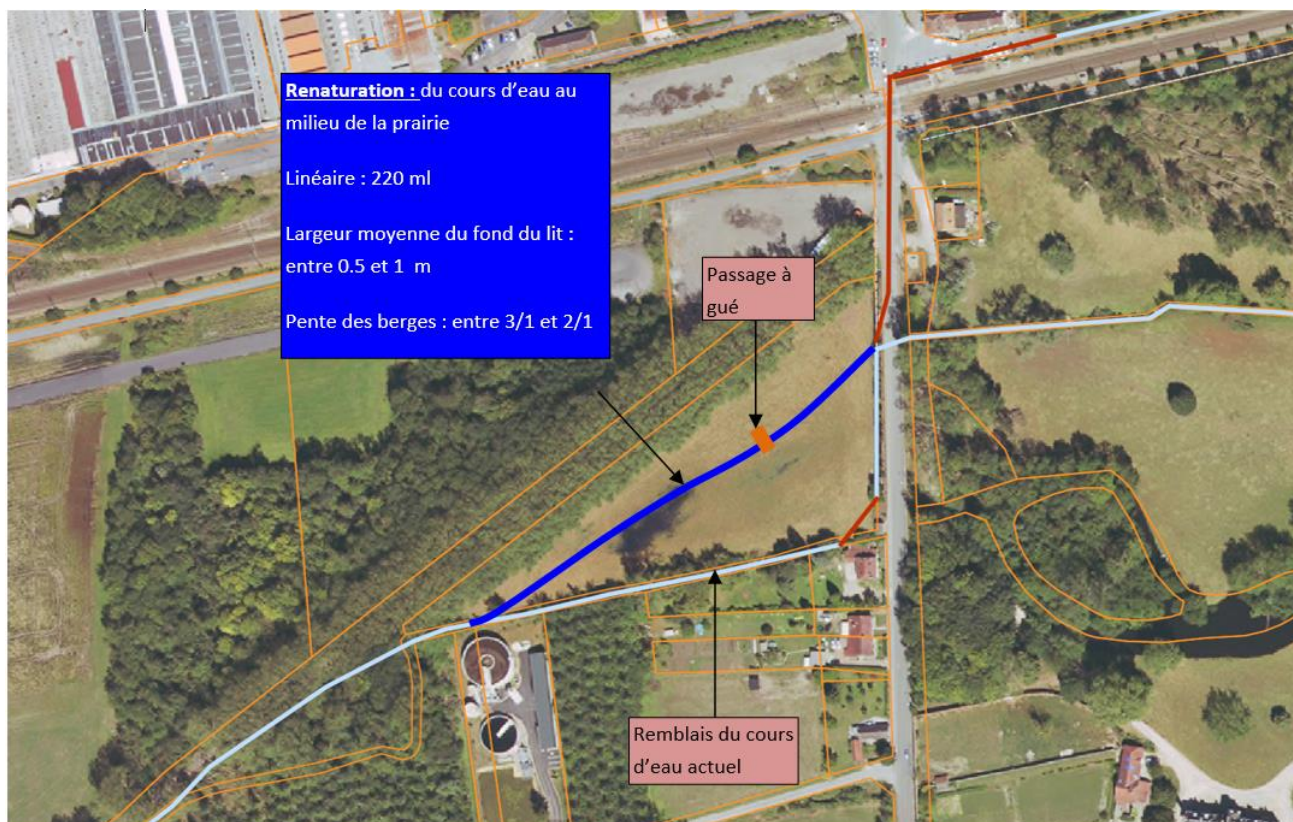 Renaturation : du cours d'eau au
milieu de la prairie
Linéaire : 220 ml
Largeur moyenne du fond du lit :
entre 0.5 et 1 m
Pente des berges : entre 3/1 et 2/1
Passage à
gué
Remblais du cours
d'eau actuel